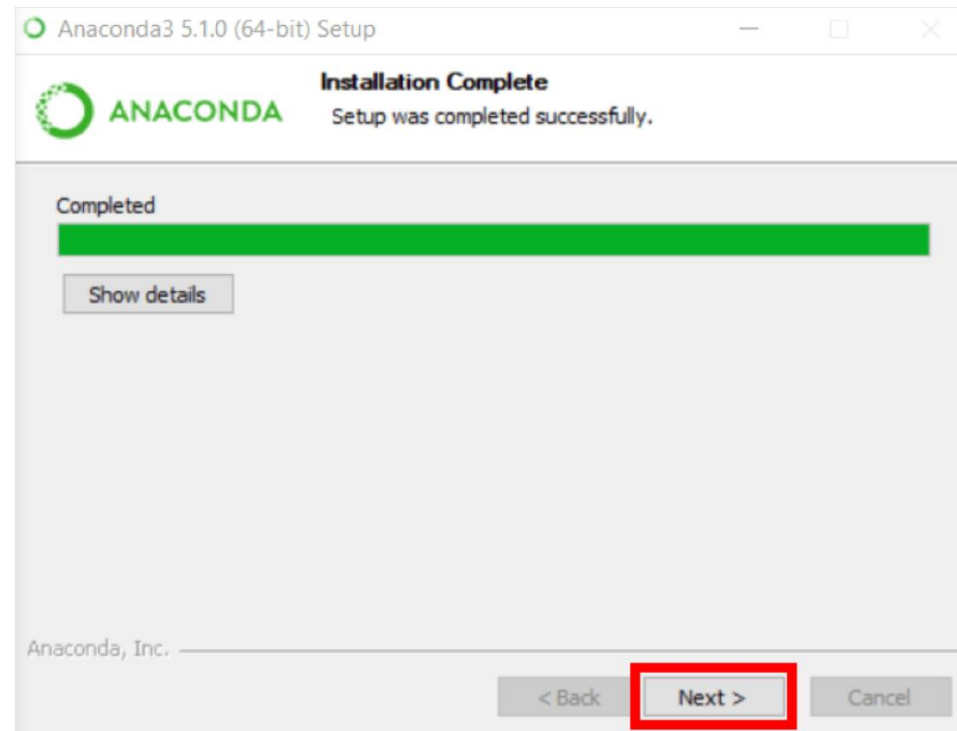 Anaconda3 5.1.0 (64-bit) Setup
ANACONDA
Installation Complete
Setup was completed successfully.
Completed
Show details
Anaconda, Inc.
< Back
Next >
Cancel